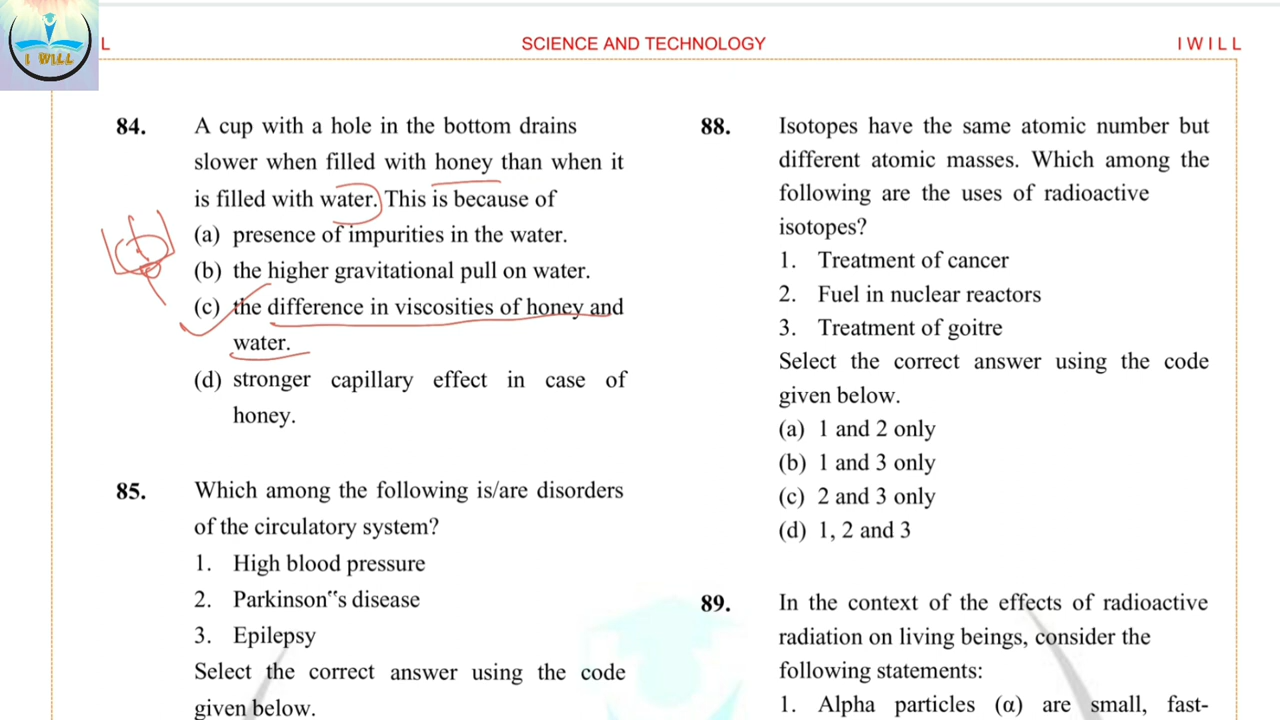 I WILL
L
SCIENCE AND TECHNOLOGY
I W I L L
84. A cup with a hole in the bottom drains
slower when filled with honey than when it
is filled with water. This is because of
(a) presence of impurities in the water.
(b) the higher gravitational pull on water.
(c) the difference in viscosities of honey and
water.
(d) stronger capillary effect in case of
honey.
85. Which among the following is/are disorders
of the circulatory system?
1. High blood pressure
2. Parkinson‟s disease
3. Epilepsy
Select the correct answer using the code
given below.
88. Isotopes have the same atomic number but
different atomic masses. Which among the
following are the uses of radioactive
isotopes?
1. Treatment of cancer
2. Fuel in nuclear reactors
3. Treatment of goitre
Select the correct answer using the code
given below.
(a) 1 and 2 only
(b) 1 and 3 only
(c) 2 and 3 only
(d) 1, 2 and 3
89. In the context of the effects of radioactive
radiation on living beings, consider the
following statements:
1. Alpha particles (α) are small, fast-